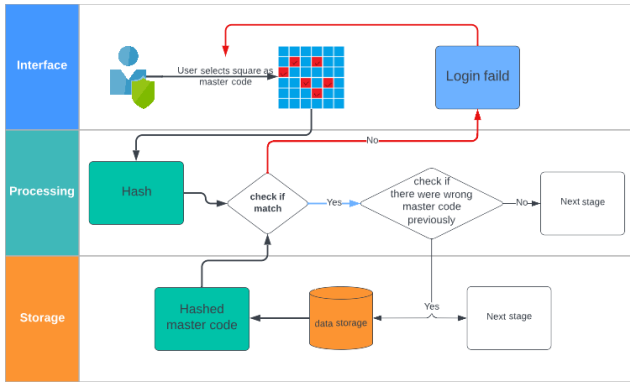 Interface
User selects square as
master code
Login faild
No
Processing
Hash
check if
match
Yes
check if
there were wrong
master code
previously
No
Next stage
Storage
Hashed
master code
data storage
Yes
Next stage